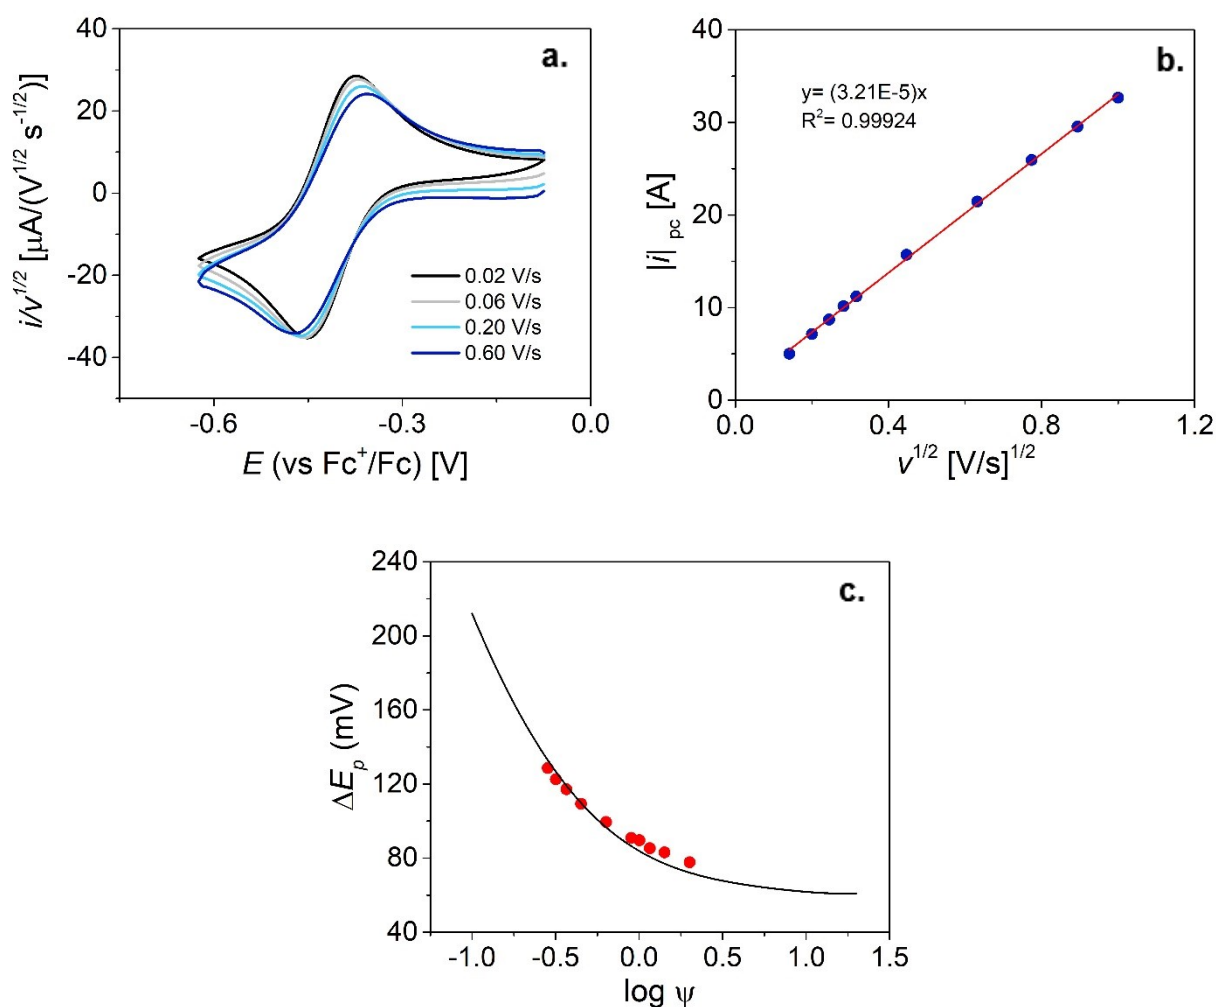 a.
40
20
0
-20
-40
i/v1/2 [µA/(V1/2 s-1/2)]
0.02 V/s
0.06 V/s
0.20 V/s
0.60 V/s
-0.6
-0.3
0.0
E (vs Fc+/Fc) [V]
b.
y= (3.21E-5)x
R2= 0.99924
40
30
20
10
0
|i| pc [A]
0.0
0.4
0.8
1.2
v1/2 [V/s]1/2
c.
240
200
160
120
80
40
ΔEp (mV)
-1.0
-0.5
0.0
0.5
1.0
1.5
log ψ